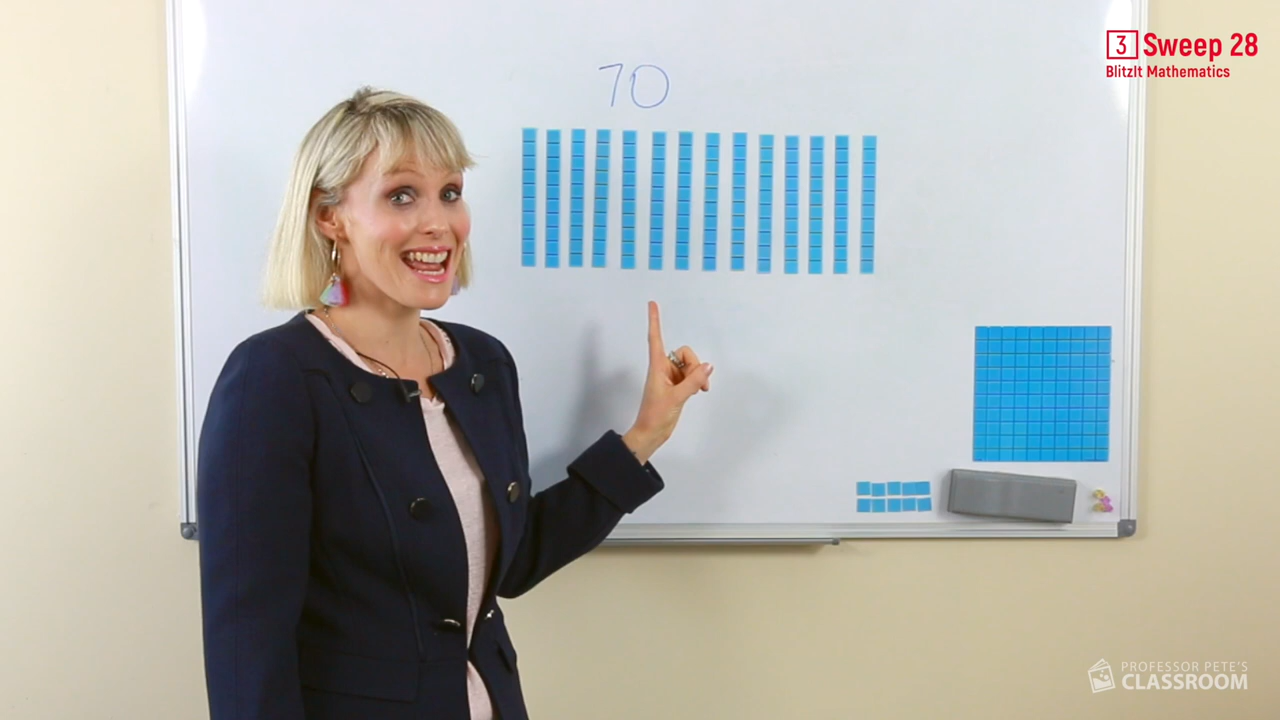 3 Sweep 28
BlitzIt Mathematics
70
PROFESSOR PETE'S
CLASSROOM